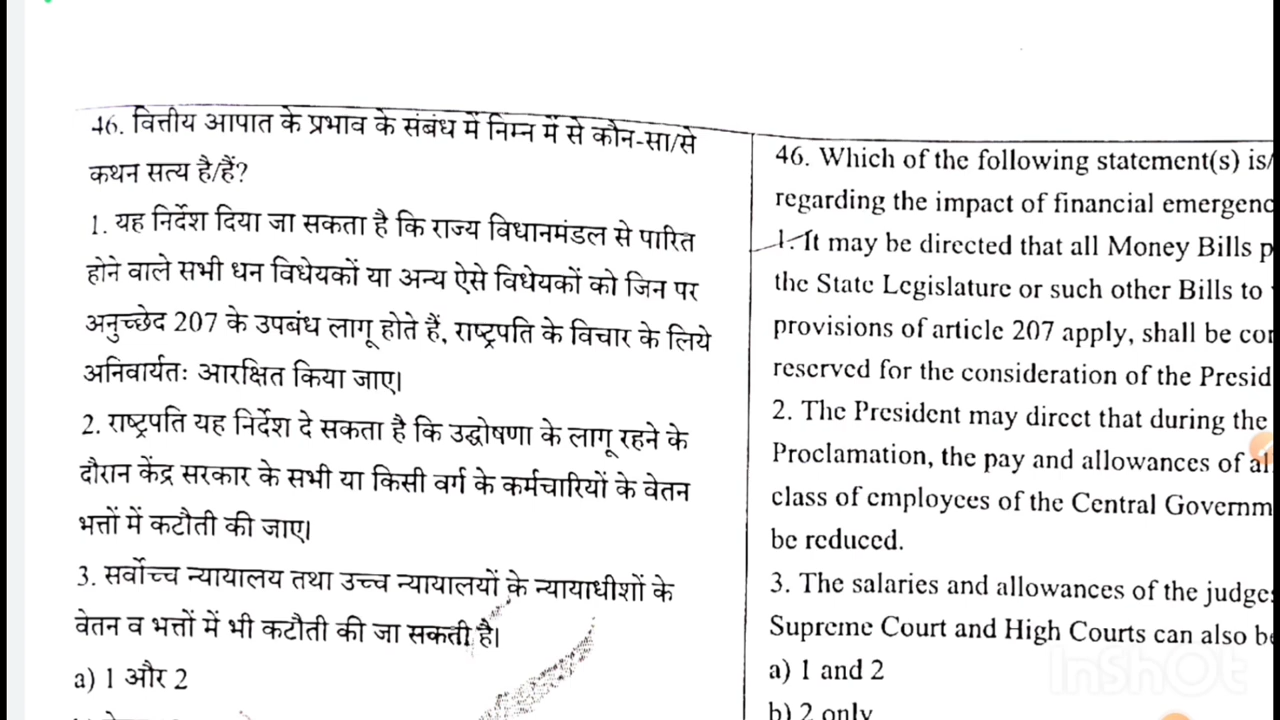 46. वित्तीय आपात के प्रभाव के संबंध में निम्न में से कौन-सा/से
कथन सत्य है/हैं?
1. यह निर्देश दिया जा सकता है कि राज्य विधानमंडल से पारित
होने वाले सभी धन विधेयकों या अन्य ऐसे विधेयकों को जिन पर
अनुच्छेद 207 के उपबंध लागू होते हैं, राष्ट्रपति के विचार के लिये
अनिवार्यतः आरक्षित किया जाए।
2. राष्ट्रपति यह निर्देश दे सकता है कि उद्घोषणा के लागू रहने के
दौरान केंद्र सरकार के सभी या किसी वर्ग के कर्मचारियों के वेतन
भत्तों में कटौती की जाए।
3. सर्वोच्च न्यायालय तथा उच्च न्यायालयों के न्यायाधीशों के
वेतन व भत्तों में भी कटौती की जा सकती है।
a) 1 और 2
46. Which of the following statement(s) is/
regarding the impact of financial emergenc
1. It may be directed that all Money Bills p
the State Legislature or such other Bills to
provisions of article 207 apply, shall be con
reserved for the consideration of the Presid
2. The President may direct that during the
Proclamation, the pay and allowances of al
class of employees of the Central Governm
be reduced.
3. The salaries and allowances of the judge
Supreme Court and High Courts can also be
a) 1 and 2
b) 2 only
InShOt